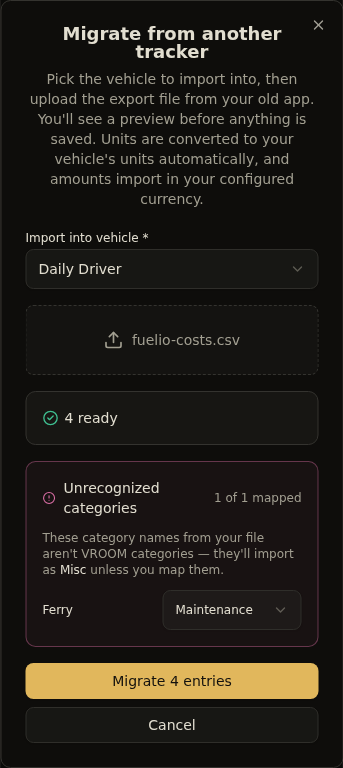 Migrate from another
tracker
Pick the vehicle to import into, then
upload the export file from your old app.
You'll see a preview before anything is
saved. Units are converted to your
vehicle's units automatically, and
amounts import in your configured
currency.
Import into vehicle *
Daily Driver
fuelio-costs.csv
4 ready
Unrecognized
categories
1 of 1 mapped
These category names from your file
aren't VROOM categories — they'll import
as Misc unless you map them.
Ferry
Maintenance
Migrate 4 entries
Cancel